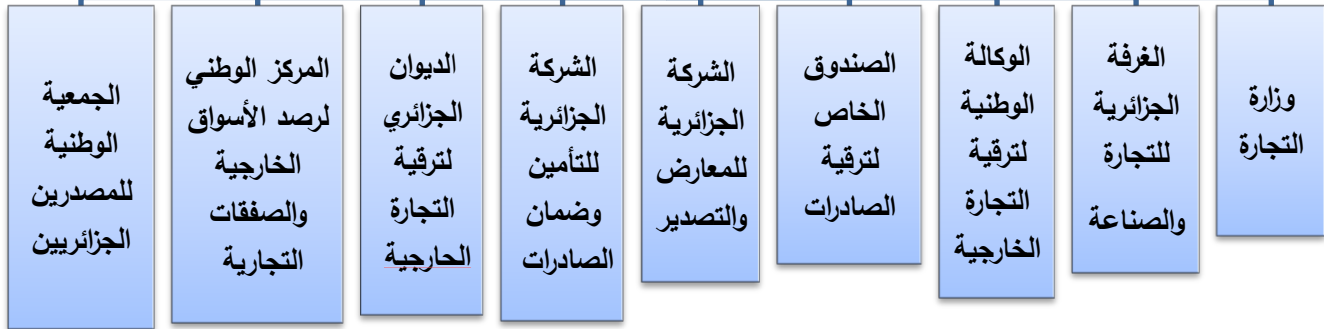 وزارة
التجارة
الغرفة
الجزائرية
للتجارة
والصناعة
الوكالة
الوطنية
لترقية
التجارة
الخارجية
الصندوق
الخاص
لترقية
الصادرات
الشركة
الجزائرية
للمعارض
والتصدير
الشركة
الجزائرية
للتأمين
وضمان
الصادرات
الديوان
الجزائري
لترقية
التجارة
الحارجية
المركز الوطني
لرصد الأسواق
الخارجية
والصفقات
التجارية
الجمعية
الوطنية
للمصدرين
الجزائريين